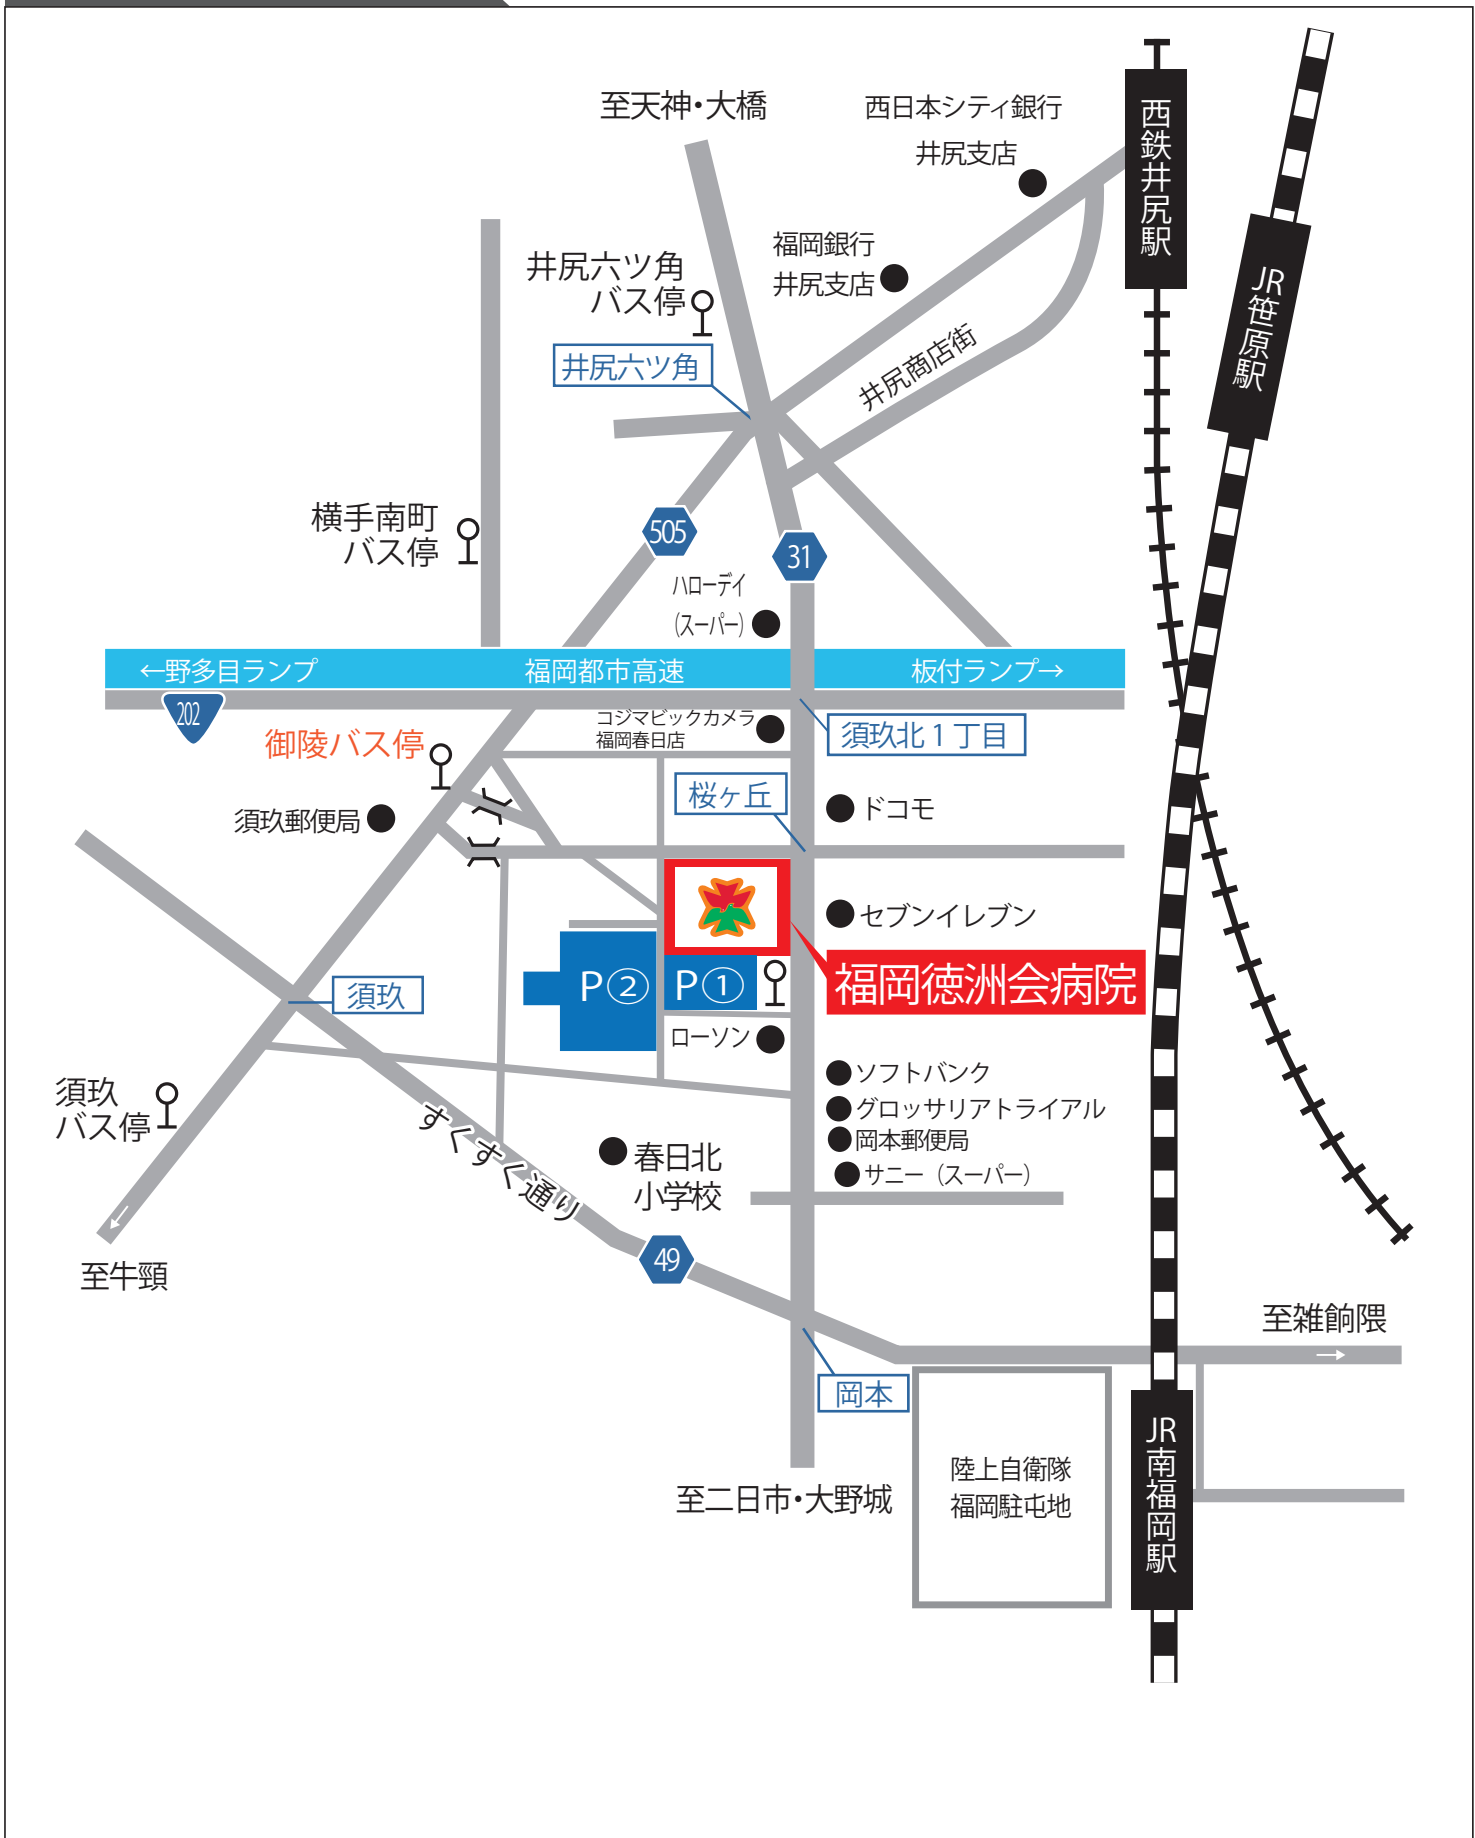 至天神・大橋
西日本シティ銀行
井尻支店
西鉄井尻駅
JR笹原駅
福岡銀行
井尻支店
井尻六ツ角
バス停
井尻六ツ角
井尻商店街
横手南町
バス停
505
31
ハローデイ
(スーパー)
←野多目ランプ
福岡都市高速
板付ランプ→
202
コジマビックカメラ
福岡春日店
須玖北1丁目
御陵バス停
桜ヶ丘
ドコモ
須玖郵便局
セブンイレブン
福岡徳洲会病院
P②
P①
須玖
ローソン
ソフトバンク
グロッサリアトライアル
岡本郵便局
サニー（スーパー）
須玖
バス停
すくすく通り
春日北
小学校
49
至牛頸
至雑餉隈
岡本
JR南福岡駅
陸上自衛隊
福岡駐屯地
至二日市・大野城